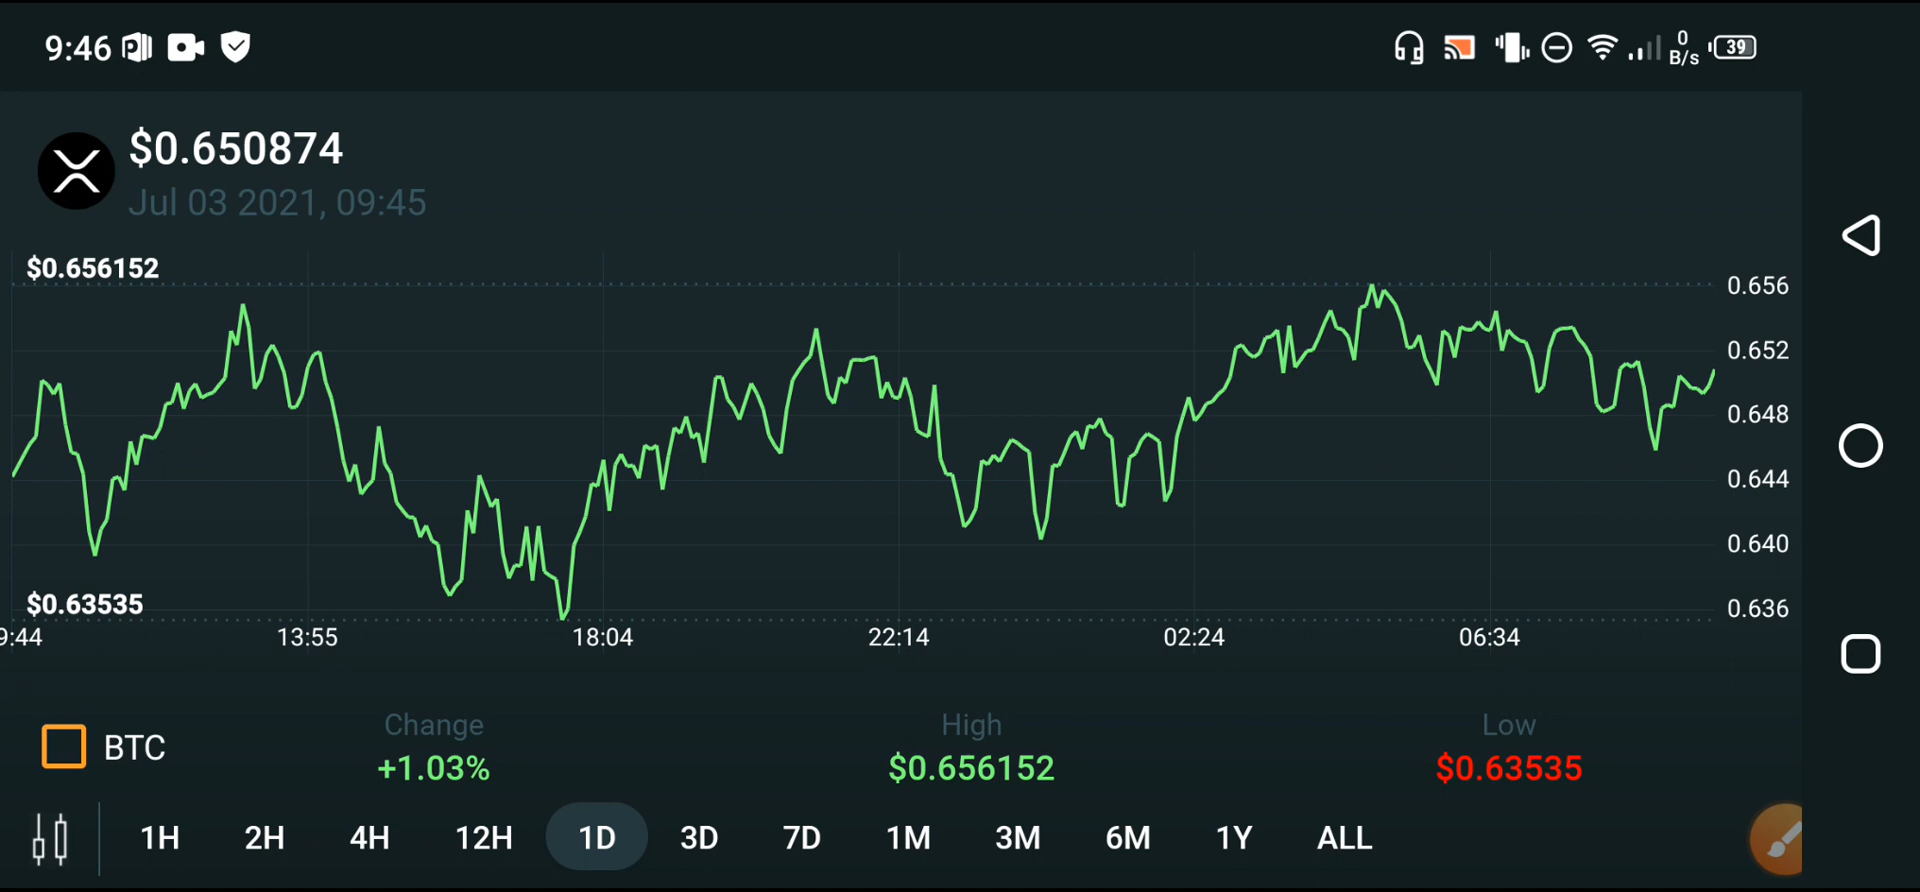 9:46
0
B/s
39
$0.650874
Jul 03 2021, 09:45
$0.656152
0.656
0.652
0.648
0.644
0.640
$0.63535
0.636
9:44 13:55 18:04 22:14 02:24 06:34
BTC
Change
+1.03%
High
$0.656152
Low
$0.63535
1H 2H 4H 12H 1D 3D 7D 1M 3M 6M 1Y ALL